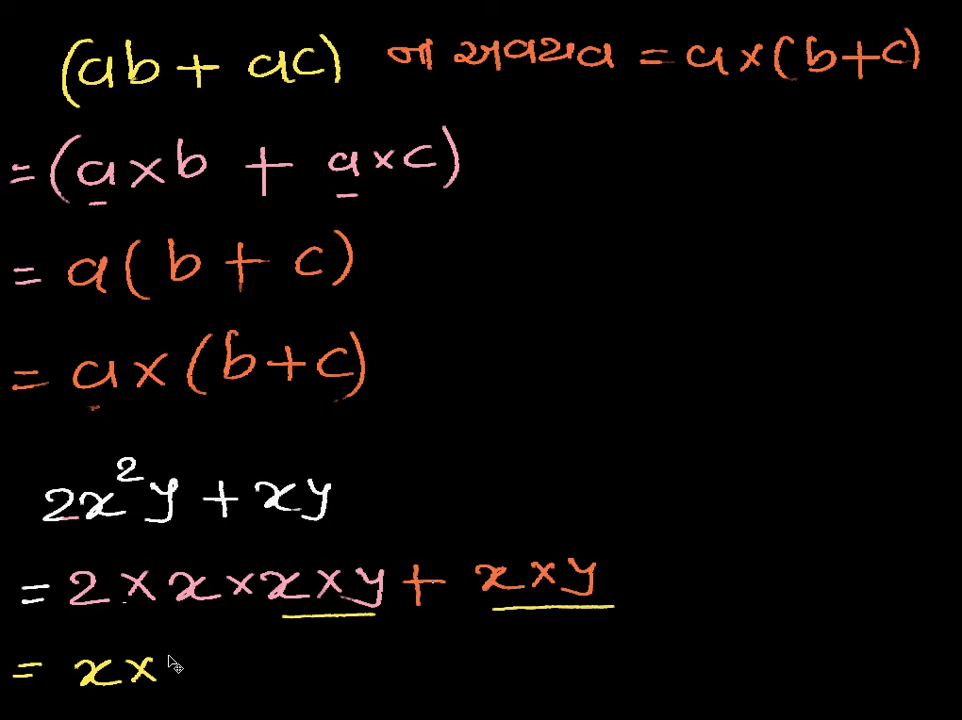 (ab + ac) ના અવયવ = a×(b+c)
= (a×b + a×c)
= a(b + c)
= a×(b+c)
2x²y + xy
= 2×x×x×y + x×y
= x×